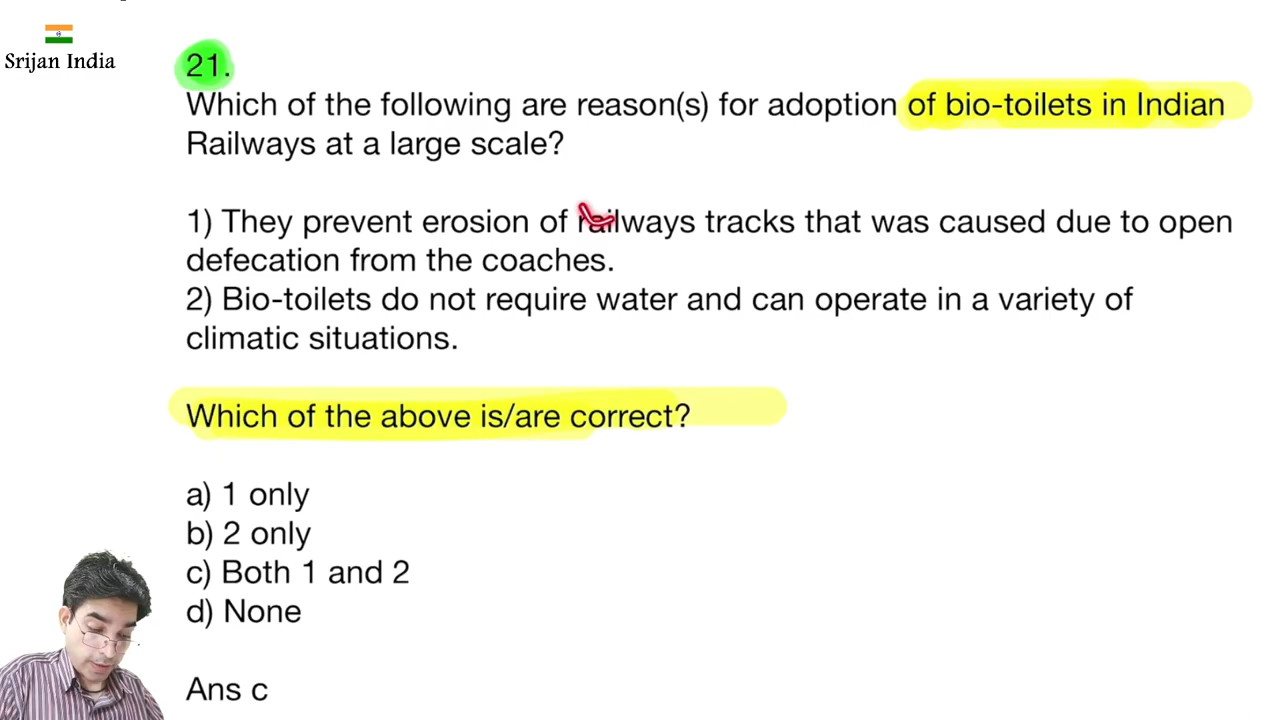 Srijan India
21.
Which of the following are reason(s) for adoption of bio-toilets in Indian
Railways at a large scale?
1) They prevent erosion of railways tracks that was caused due to open
defecation from the coaches.
2) Bio-toilets do not require water and can operate in a variety of
climatic situations.
Which of the above is/are correct?
a) 1 only
b) 2 only
c) Both 1 and 2
d) None
Ans c